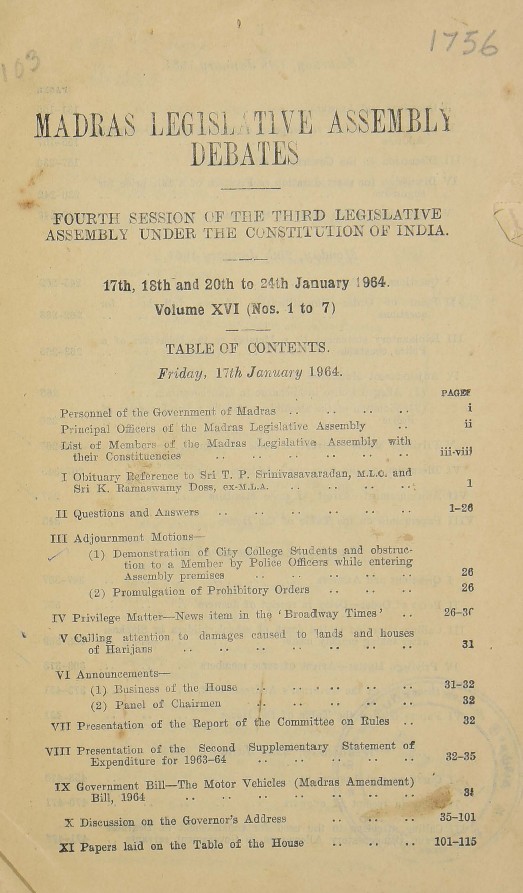 1756
103
MADRAS LEGISLATIVE ASSEMBLY
DEBATES
FOURTH SESSION OF THE THIRD LEGISLATIVE
ASSEMBLY UNDER THE CONSTITUTION OF INDIA.
17th, 18th and 20th to 24th January 1964.
Volume XVI (Nos. 1 to 7)
TABLE OF CONTENTS.
Friday, 17th January 1964.
PAGES
Personnel of the Government of Madras .. .. .. .. i
Principal Officers of the Madras Legislative Assembly .. ii
List of Members of the Madras Legislative Assembly with
their Constituencies .. .. .. .. .. .. iii-viii
I Obituary Reference to Sri T. P. Srinivasavaradan, M.L.C. and
Sri K. Ramaswamy Doss, ex-M.L.A. .. .. .. .. 1
II Questions and Answers .. .. .. .. .. .. 1-26
III Adjournment Motions—
(1) Demonstration of City College Students and obstruc-
tion to a Member by Police Officers while entering
Assembly premises .. .. .. .. .. 26
(2) Promulgation of Prohibitory Orders .. .. .. 26
IV Privilege Matter—News item in the 'Broadway Times' .. 26-30
V Calling attention to damages caused to lands and houses
of Harijans .. .. .. .. .. .. .. 31
VI Announcements—
(1) Business of the House .. .. .. .. .. 31-32
(2) Panel of Chairmen .. .. .. .. .. 32
VII Presentation of the Report of the Committee on Rules .. 32
VIII Presentation of the Second Supplementary Statement of
Expenditure for 1963-64 .. .. .. .. .. 32-35
IX Government Bill—The Motor Vehicles (Madras Amendment)
Bill, 1964 .. .. .. .. .. .. ..
X Discussion on the Governor's Address .. .. .. 35-101
XI Papers laid on the Table of the House .. .. .. 101-115